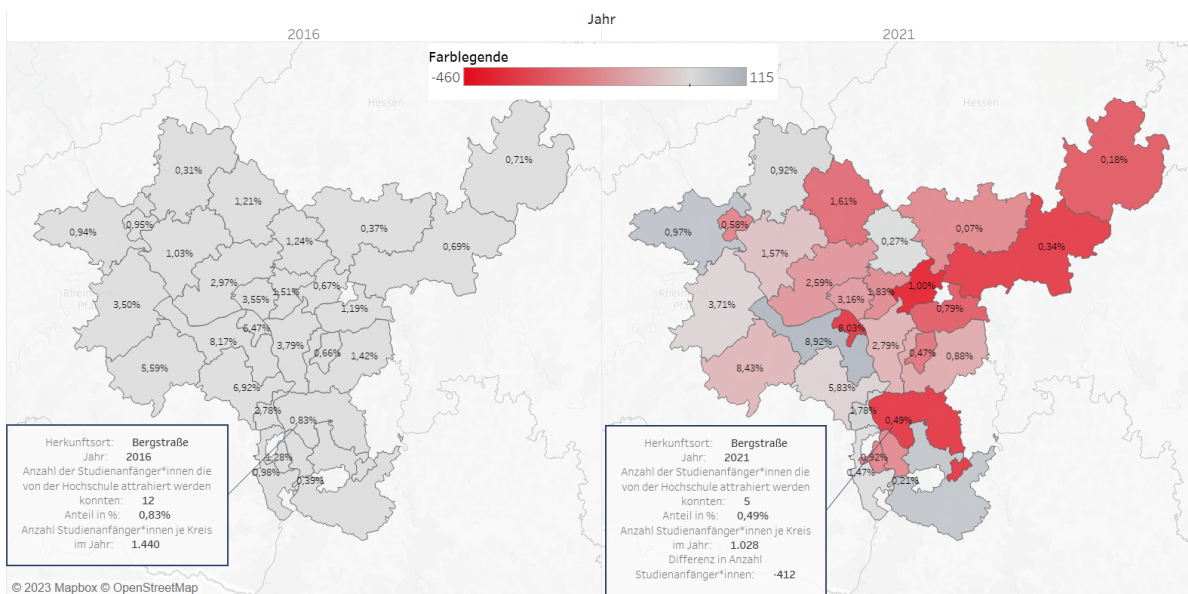 Jahr
2016
2021
Farblegende
-460
115
Hessen
0,31%
0,71%
1,21%
0,94%
0,95%
1,24%
0,37%
1,03%
0,69%
2,97%
3,50%
3,55%
1,51%
0,67%
1,19%
8,17%
6,47%
3,79%
0,66%
1,42%
5,59%
6,92%
2,78%
0,83%
1,28%
0,98%
0,39%
Herkunftsort: Bergstraße
Jahr: 2016
Anzahl der Studienanfänger*innen die
von der Hochschule attrahiert werden
konnten: 12
Anteil in %: 0,83%
Anzahl Studienanfänger*innen je Kreis
im Jahr: 1.440
© 2023 Mapbox © OpenStreetMap
Hessen
0,92%
0,18%
1,61%
0,97%
0,58%
0,27%
0,07%
1,57%
0,34%
2,59%
3,71%
3,16%
1,83%
1,00%
0,79%
8,92%
8,03%
2,79%
0,47%
0,88%
8,43%
5,83%
1,78%
0,49%
0,92%
0,47%
0,21%
Herkunftsort: Bergstraße
Jahr: 2021
Anzahl der Studienanfänger*innen die
von der Hochschule attrahiert werden
konnten: 5
Anteil in %: 0,49%
Anzahl Studienanfänger*innen je Kreis
im Jahr: 1.028
Differenz in Anzahl
Studienanfänger*innen: -412